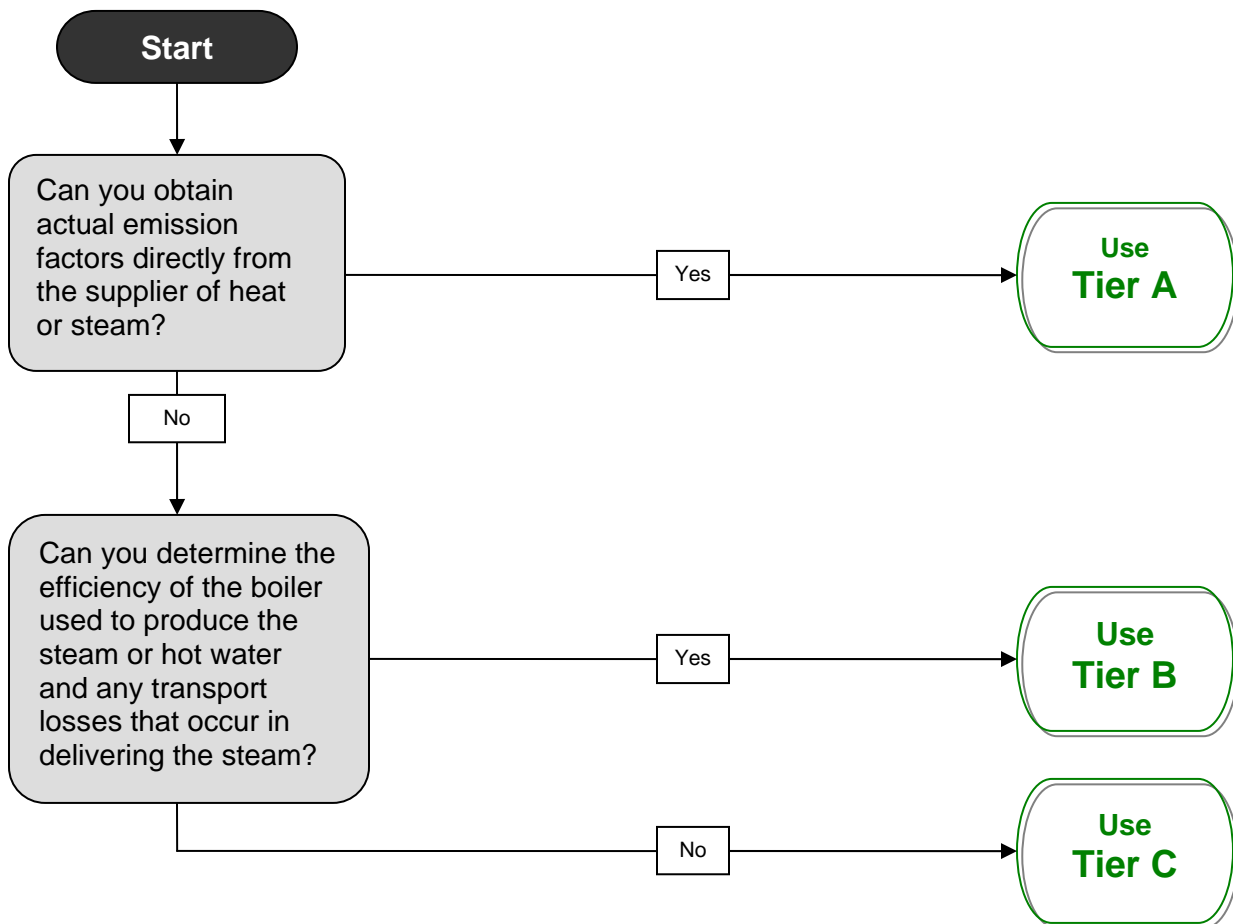 Start
Can you obtain
actual emission
factors directly from
the supplier of heat
or steam?
Yes
Use
Tier A
No
Can you determine the
efficiency of the boiler
used to produce the
steam or hot water
and any transport
losses that occur in
delivering the steam?
Yes
Use
Tier B
No
Use
Tier C